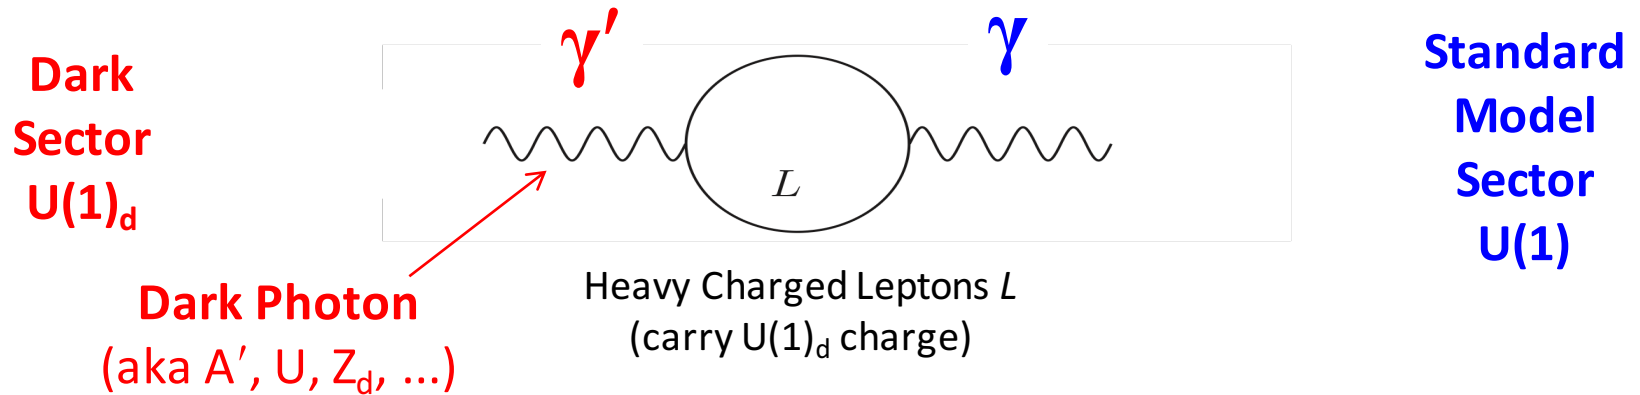 γ′
γ
Dark
Sector
U(1)d
Standard
Model
Sector
U(1)
L
Dark Photon
(aka A′, U, Zd, ...)
Heavy Charged Leptons L
(carry U(1)d charge)